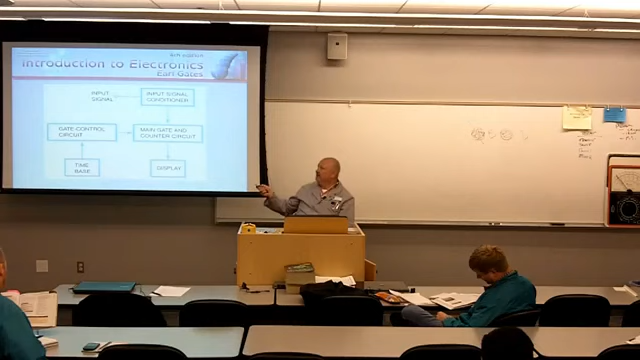 Introduction to Electronics
Earl Gates
INPUT
SIGNAL
INPUT SIGNAL
CONDITIONER
GATE CONTROL
CIRCUIT
MAIN GATE AND
COUNTER CIRCUIT
TIME
BASE
DISPLAY